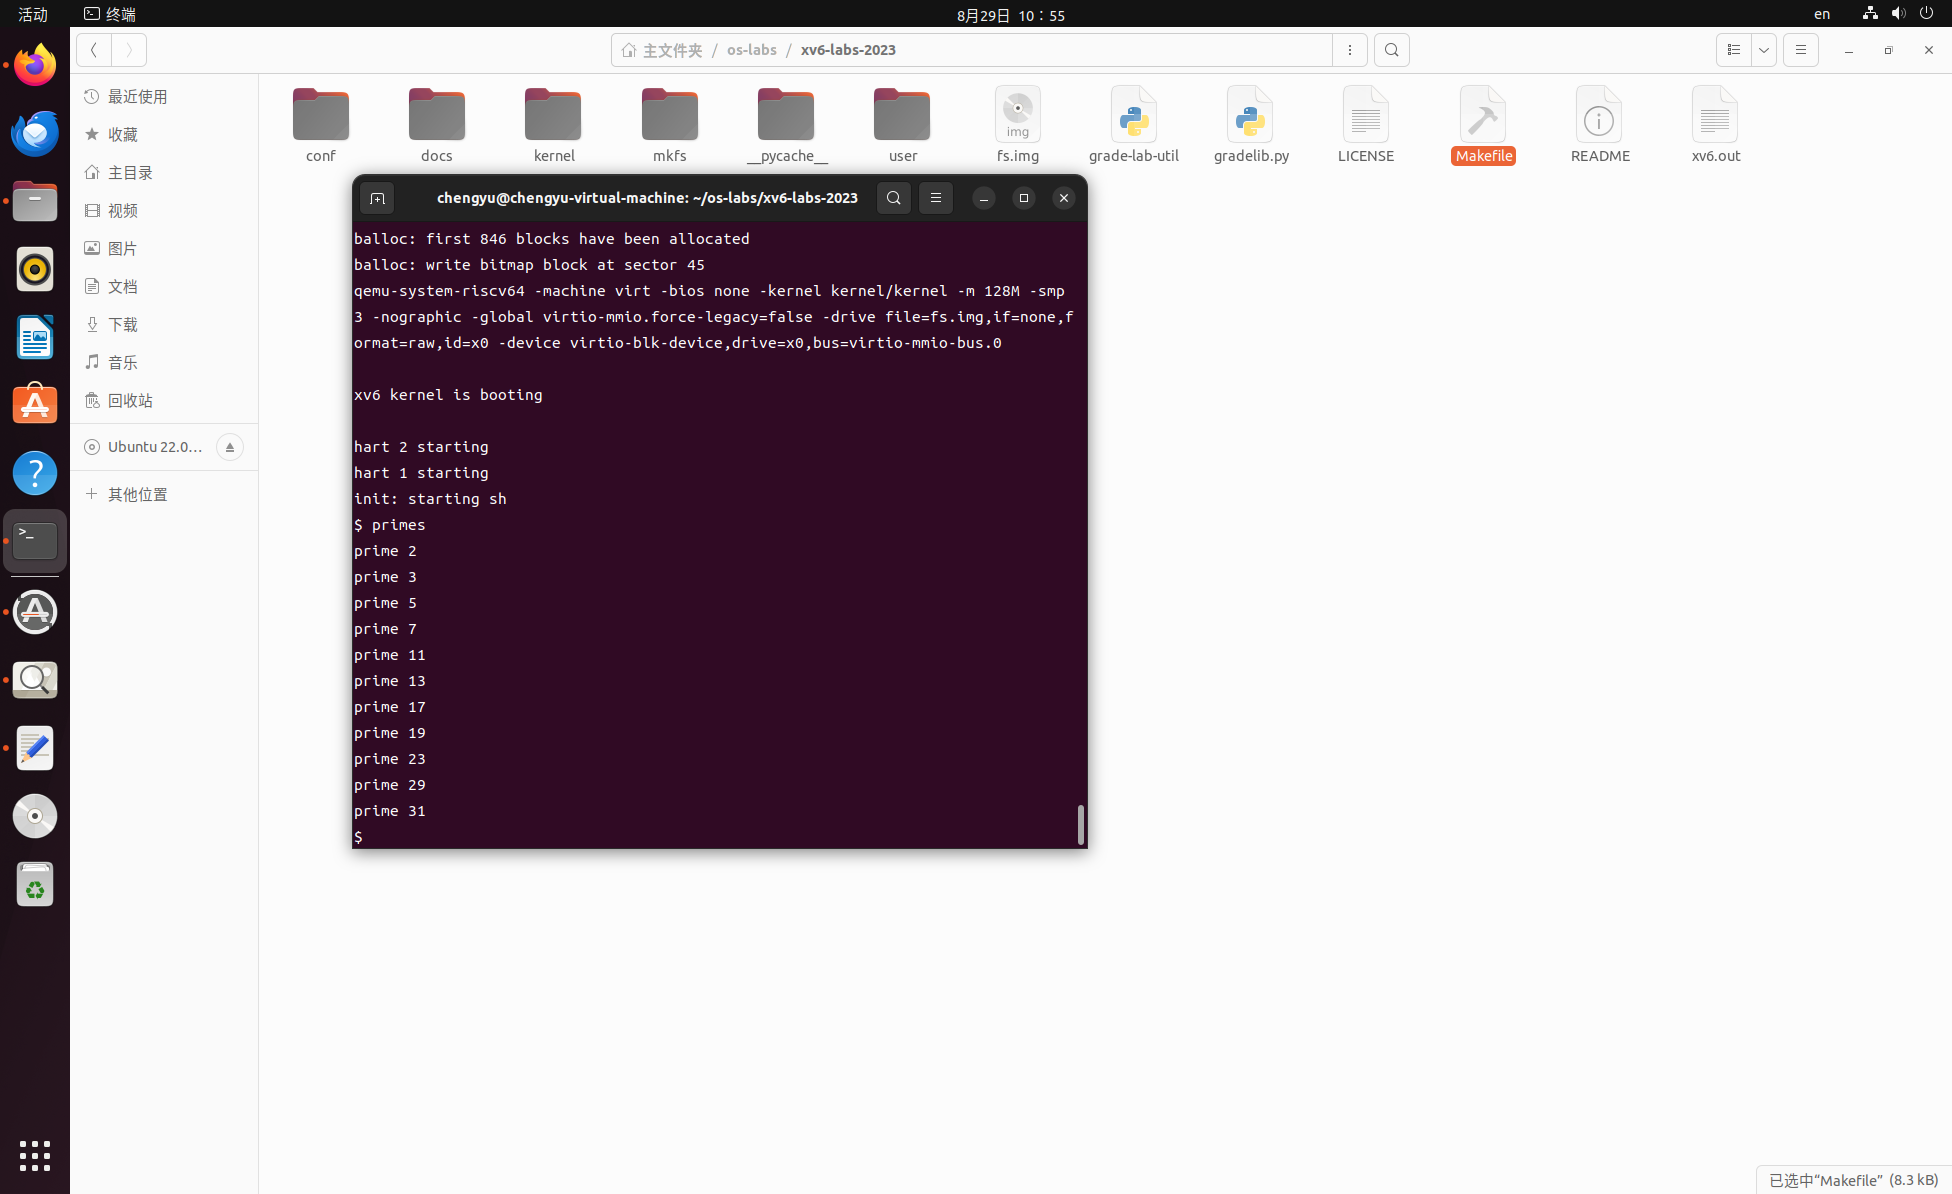 活动 终端 8月29日 10：55 en
主文件夹 / os-labs / xv6-labs-2023
最近使用
收藏
主目录
视频
图片
文档
下载
音乐
回收站
Ubuntu 22.0…
其他位置
conf docs kernel mkfs __pycache__ user fs.img grade-lab-util gradelib.py LICENSE Makefile README xv6.out
img
chengyu@chengyu-virtual-machine: ~/os-labs/xv6-labs-2023
balloc: first 846 blocks have been allocated
balloc: write bitmap block at sector 45
qemu-system-riscv64 -machine virt -bios none -kernel kernel/kernel -m 128M -smp
3 -nographic -global virtio-mmio.force-legacy=false -drive file=fs.img,if=none,f
ormat=raw,id=x0 -device virtio-blk-device,drive=x0,bus=virtio-mmio-bus.0
xv6 kernel is booting
hart 2 starting
hart 1 starting
init: starting sh
$ primes
prime 2
prime 3
prime 5
prime 7
prime 11
prime 13
prime 17
prime 19
prime 23
prime 29
prime 31
$
已选中“Makefile” (8.3 kB)